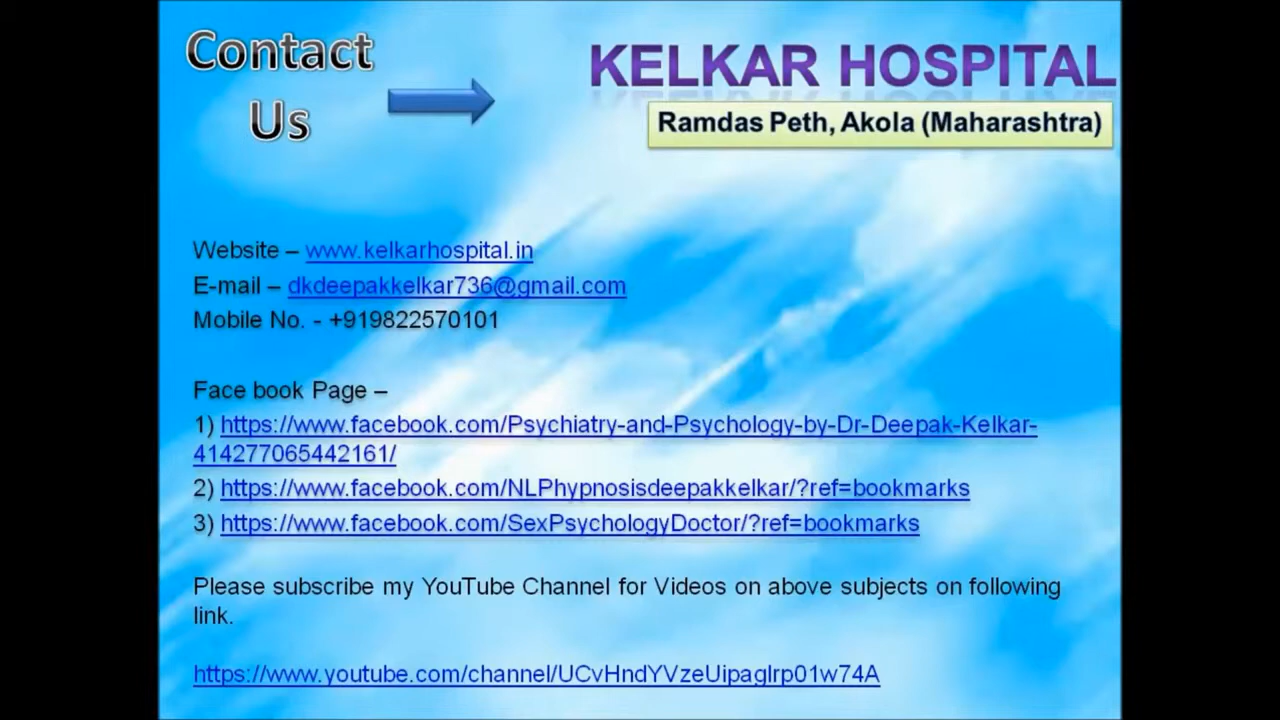 Contact
Us
KELKAR HOSPITAL
Ramdas Peth, Akola (Maharashtra)
Website – www.kelkarhospital.in
E-mail – dkdeepakkelkar736@gmail.com
Mobile No. - +919822570101
Face book Page –
1) https://www.facebook.com/Psychiatry-and-Psychology-by-Dr-Deepak-Kelkar-
414277065442161/
2) https://www.facebook.com/NLPhypnosisdeepakkelkar/?ref=bookmarks
3) https://www.facebook.com/SexPsychologyDoctor/?ref=bookmarks
Please subscribe my YouTube Channel for Videos on above subjects on following
link.
https://www.youtube.com/channel/UCvHndYVzeUipaglrp01w74A